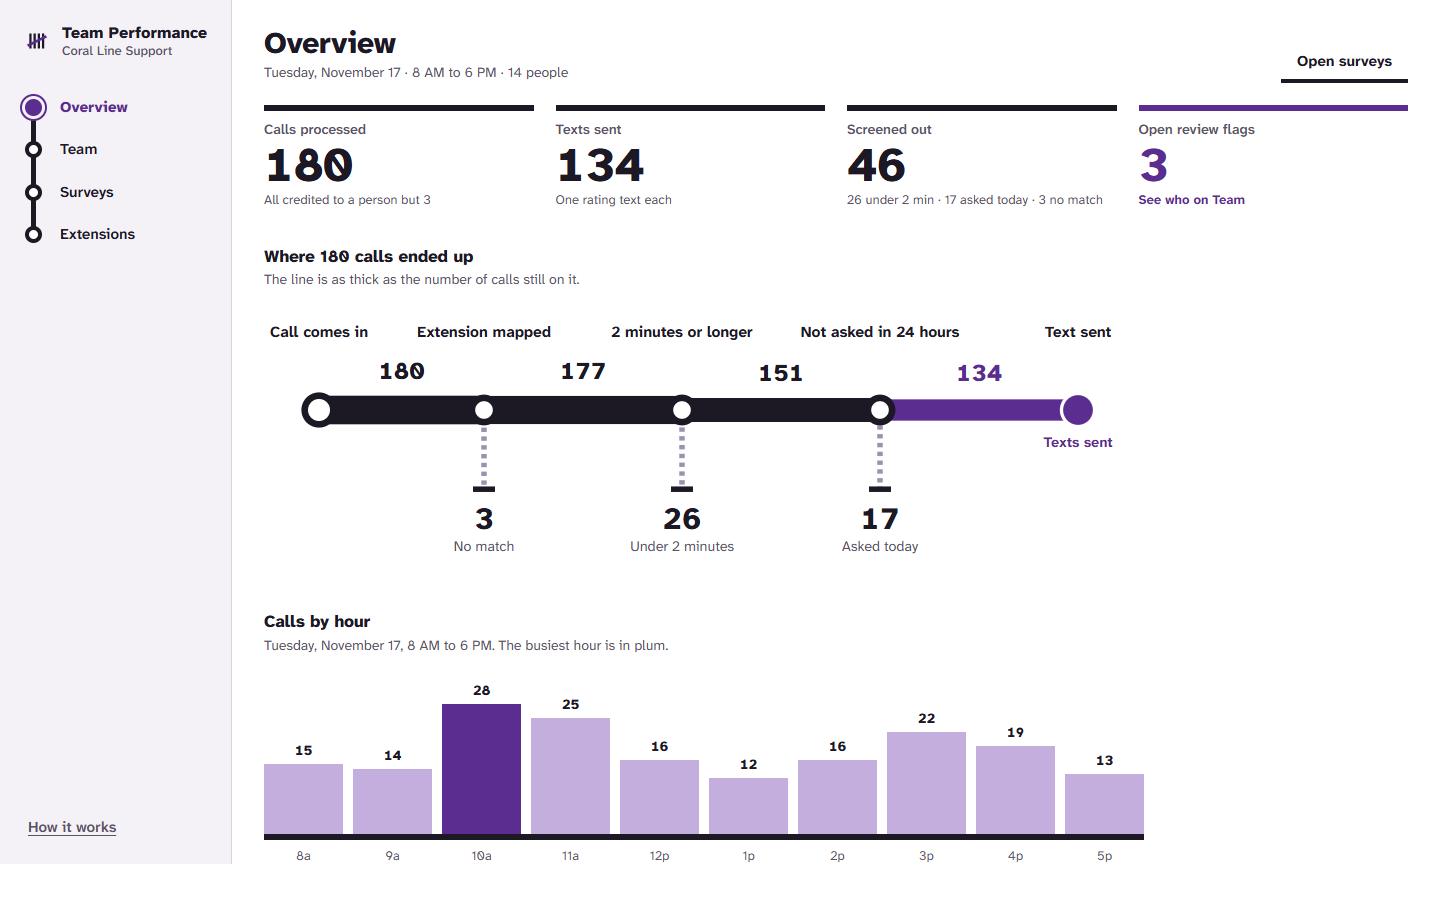 Team Performance
Coral Line Support
Overview
Team
Surveys
Extensions
How it works
Overview
Tuesday, November 17 · 8 AM to 6 PM · 14 people
Open surveys
Calls processed
180
All credited to a person but 3
Texts sent
134
One rating text each
Screened out
46
26 under 2 min · 17 asked today · 3 no match
Open review flags
3
See who on Team
Where 180 calls ended up
The line is as thick as the number of calls still on it.
Call comes in
Extension mapped
2 minutes or longer
Not asked in 24 hours
Text sent
180
177
151
134
Texts sent
3
No match
26
Under 2 minutes
17
Asked today
Calls by hour
Tuesday, November 17, 8 AM to 6 PM. The busiest hour is in plum.
15
14
28
25
16
12
16
22
19
13
8a
9a
10a
11a
12p
1p
2p
3p
4p
5p